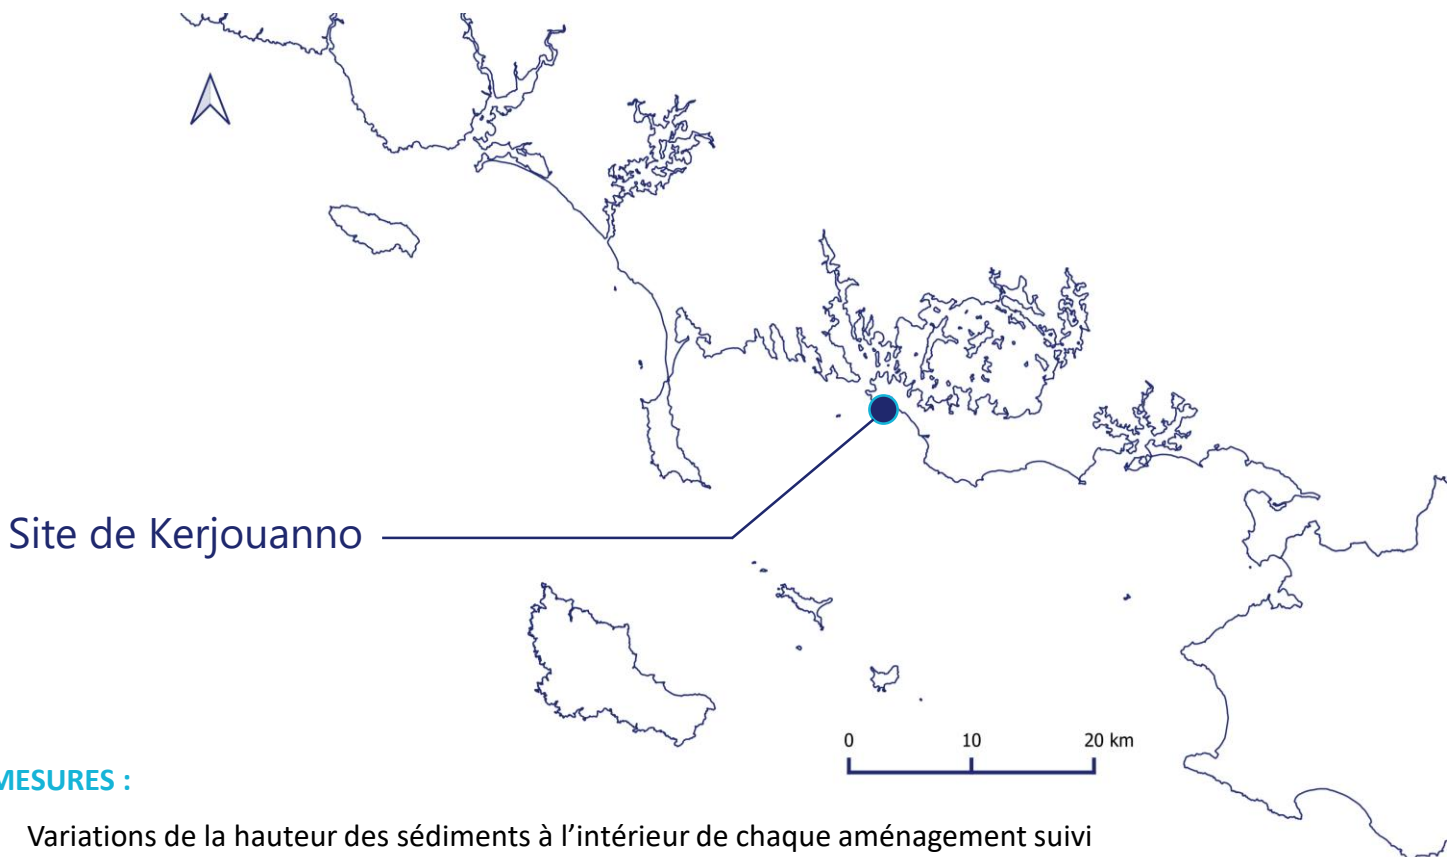 Site de Kerjouanno
0 10 20 km
MESURES :
Variations de la hauteur des sédiments à l’intérieur de chaque aménagement suivi